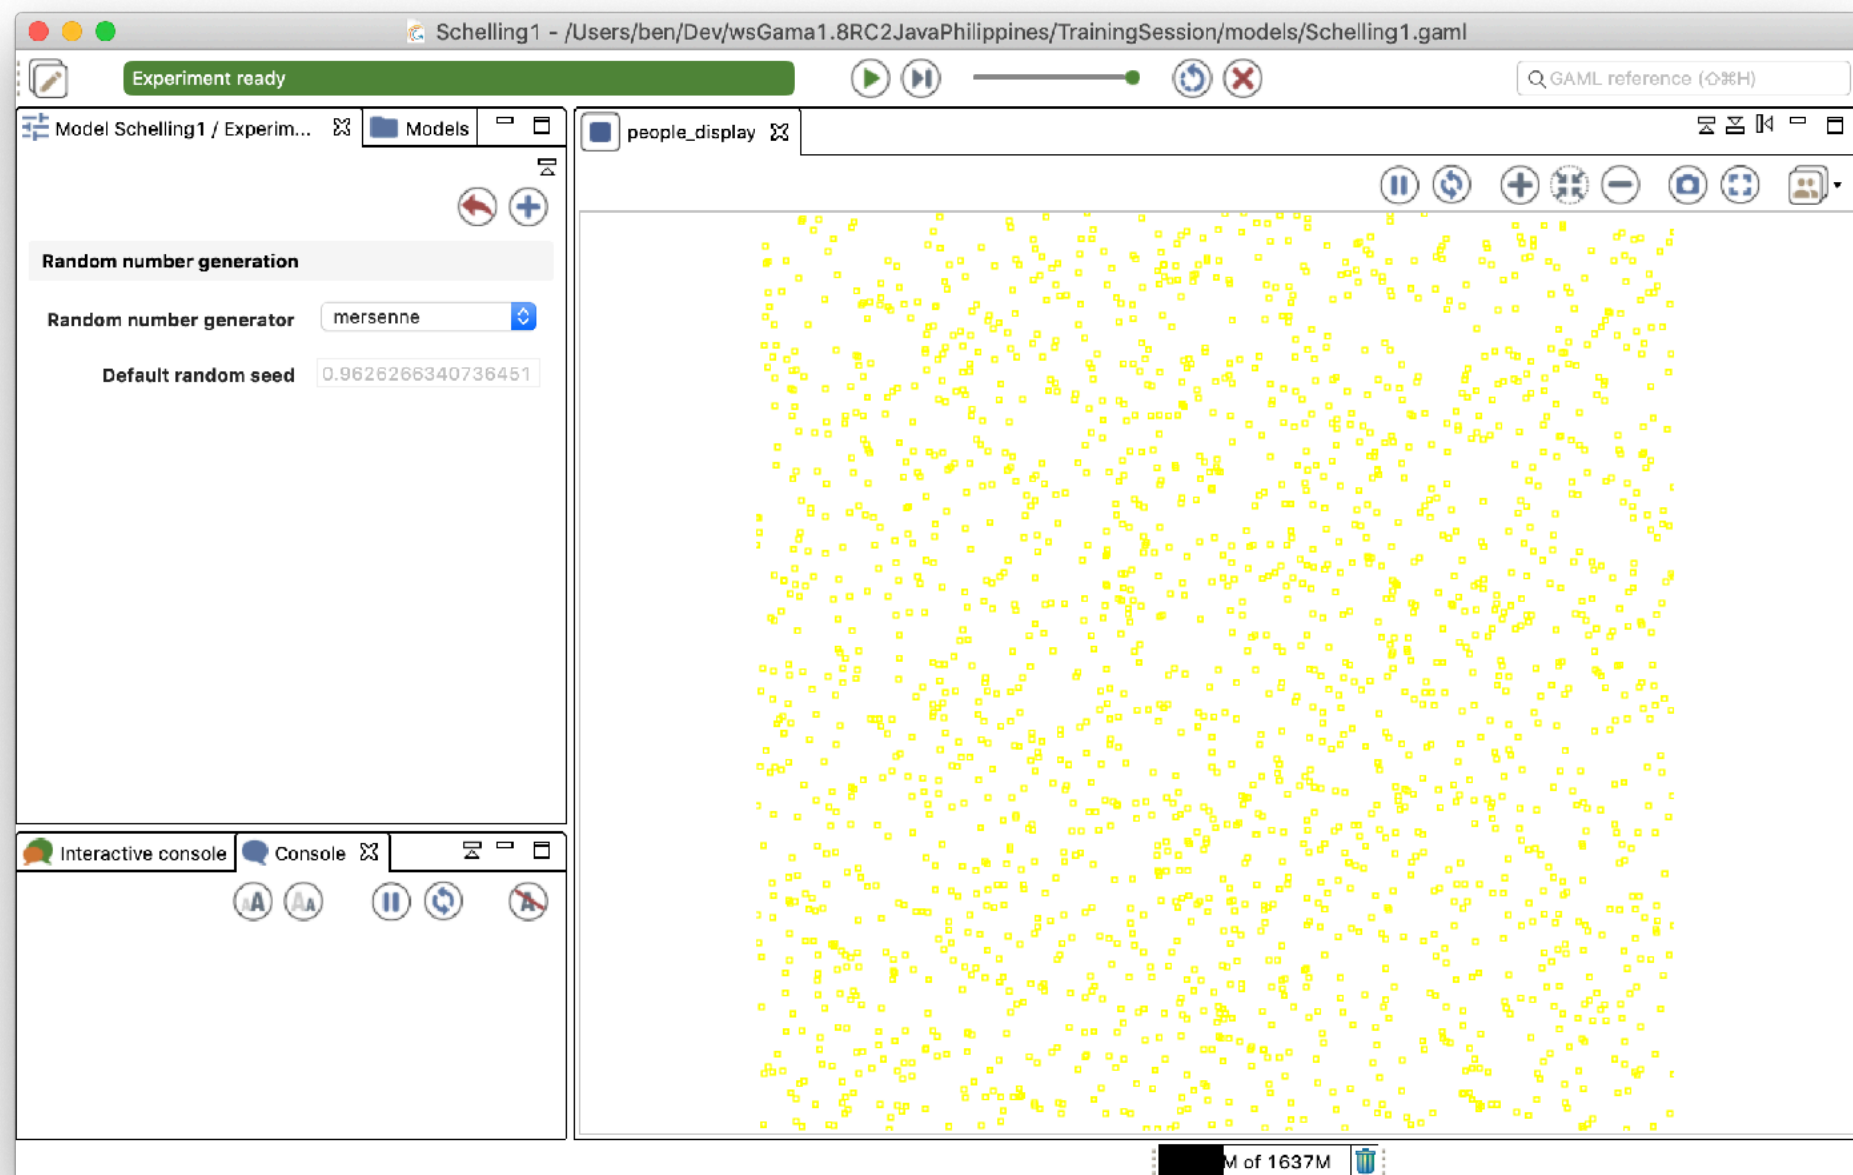 Schelling1 - /Users/ben/Dev/wsGama1.8RC2JavaPhilippines/TrainingSession/models/Schelling1.gaml
Experiment ready
GAML reference (⇧⌘H)
Model Schelling1 / Experim...
Models
people_display
Random number generation
Random number generator
mersenne
Default random seed
0.9626266340736451
Interactive console
Console
M of 1637M